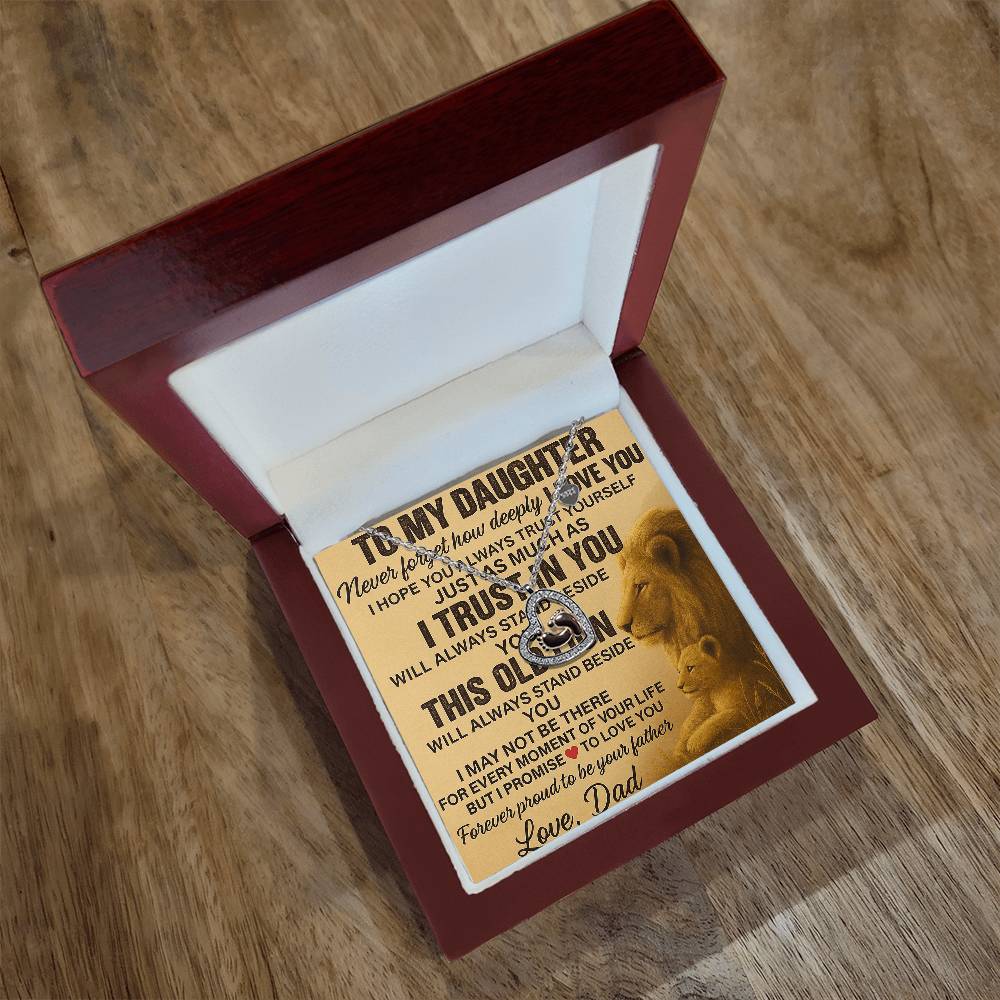 TO MY DAUGHTER
Never forget how deeply I LOVE YOU
I HOPE YOU ALWAYS TRUST YOURSELF
JUST AS MUCH AS
I TRUST IN YOU
WILL ALWAYS STAND BESIDE
THIS OLD
WILL ALWAYS STAND BESIDE
YOU
I MAY NOT BE THERE
FOR EVERY MOMENT OF YOUR LIFE
BUT I PROMISE TO LOVE YOU
Forever proud to be your father
Love, Dad